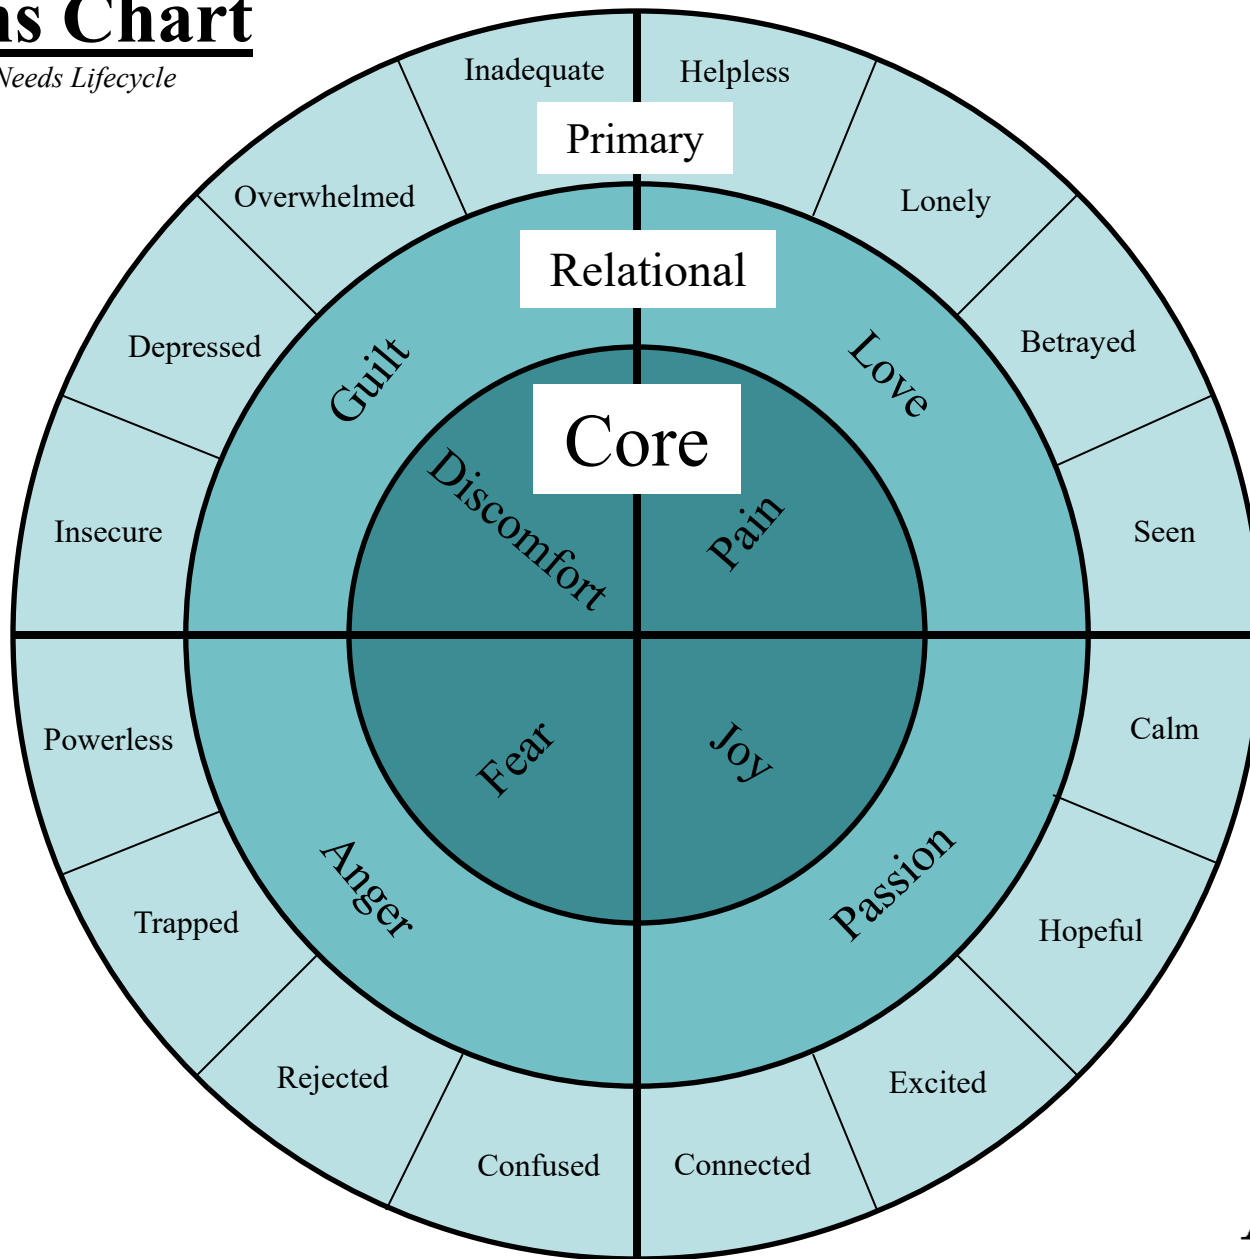 ns Chart
Needs Lifecycle
Inadequate
Helpless
Primary
Overwhelmed
Lonely
Relational
Depressed
Guilt
Love
Betrayed
Core
Discomfort
Pain
Insecure
Seen
Powerless
Fear
Joy
Calm
Anger
Passion
Trapped
Hopeful
Rejected
Excited
Confused
Connected